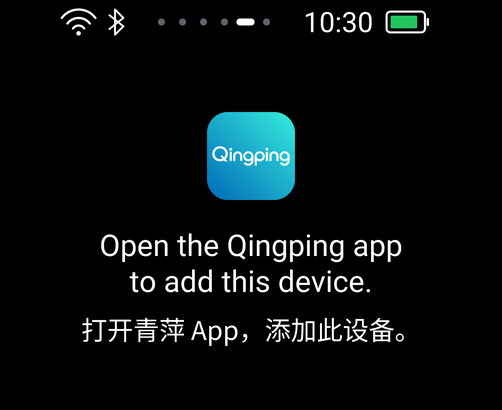 10:30
Qingping
Open the Qingping app
to add this device.
打开青萍 App，添加此设备。